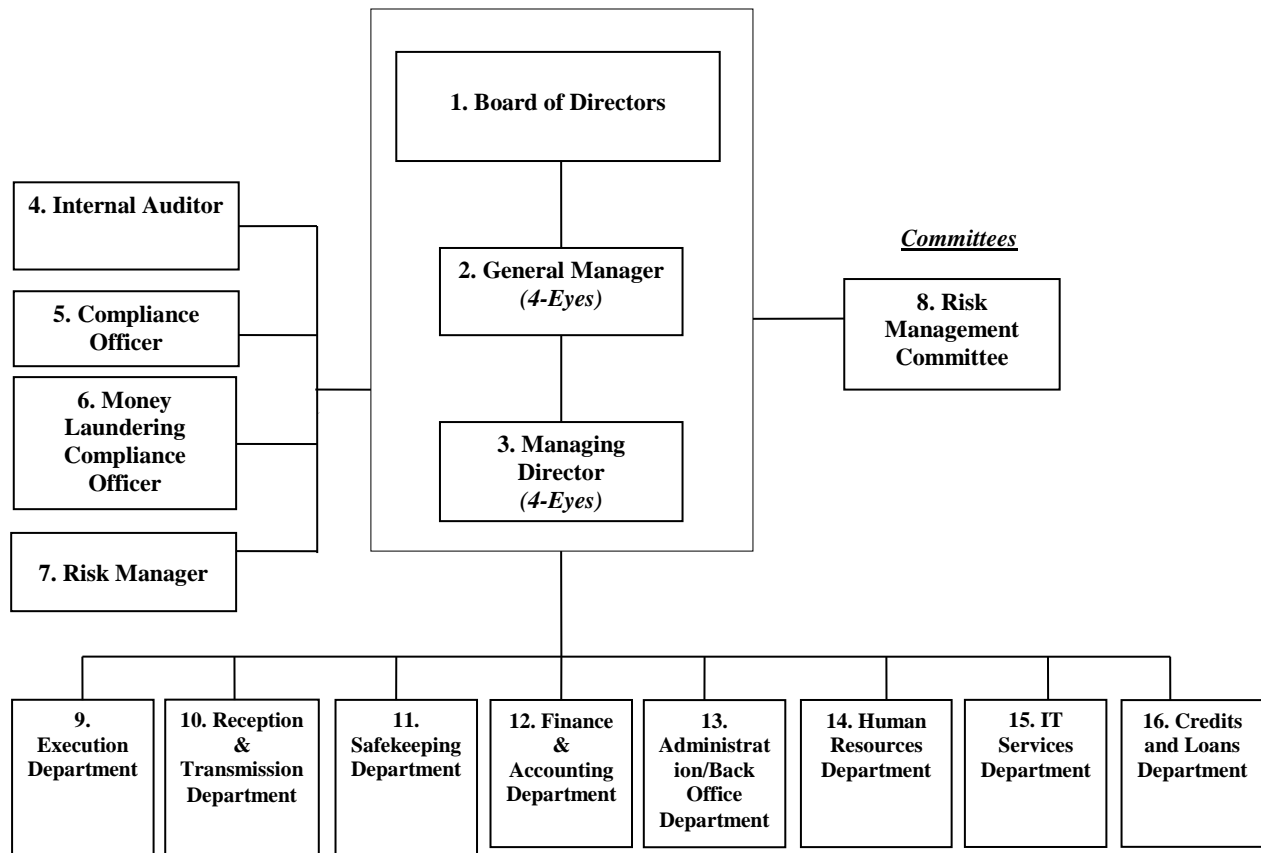 1. Board of Directors
4. Internal Auditor
Committees
2. General Manager
(4-Eyes)
8. Risk
Management
Committee
5. Compliance
Officer
6. Money
Laundering
Compliance
Officer
3. Managing
Director
(4-Eyes)
7. Risk Manager
9.
Execution
Department
10. Reception
&
Transmission
Department
11.
Safekeeping
Department
12. Finance
&
Accounting
Department
13.
Administrat
ion/Back
Office
Department
14. Human
Resources
Department
15. IT
Services
Department
16. Credits
and Loans
Department